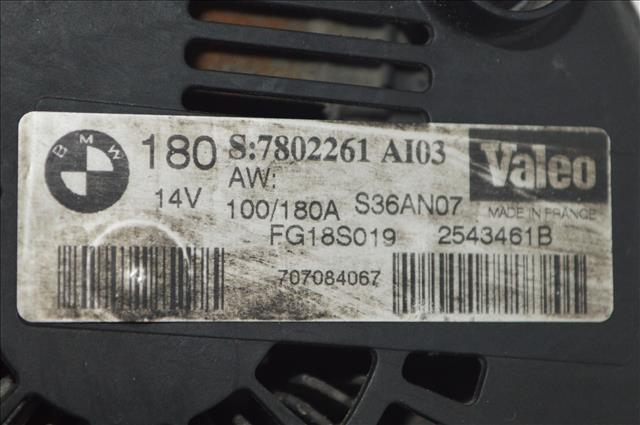 BMW 180 S:7802261 AI03 Valeo
AW:
14V 100/180A S36AN07 MADE IN FRANCE
FG18S019 2543461B
707084067